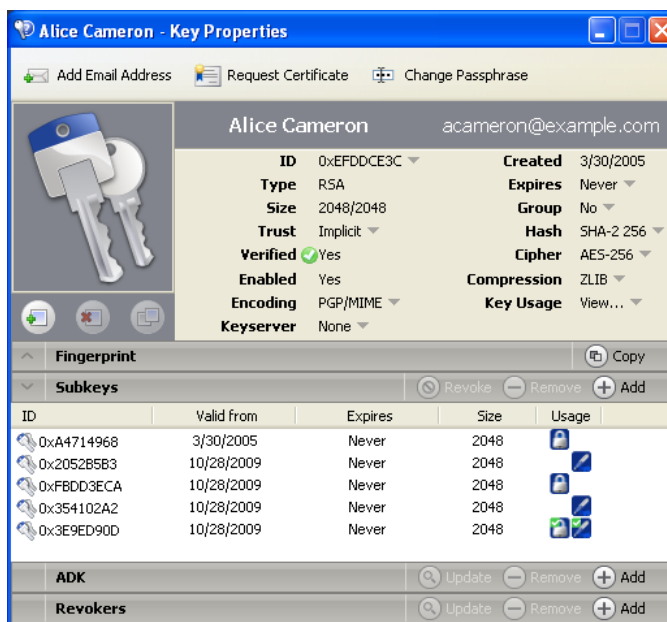 Alice Cameron - Key Properties
Add Email Address Request Certificate Change Passphrase
Alice Cameron acameron@example.com
ID 0xEFDDCE3C Created 3/30/2005
Type RSA Expires Never
Size 2048/2048 Group No
Trust Implicit Hash SHA-2 256
Verified Yes Cipher AES-256
Enabled Yes Compression ZLIB
Encoding PGP/MIME Key Usage View...
Keyserver None
Fingerprint Copy
Subkeys Revoke Remove Add
ID Valid from Expires Size Usage
0xA4714968 3/30/2005 Never 2048
0x2052B5B3 10/28/2009 Never 2048
0xFBDD3ECA 10/28/2009 Never 2048
0x354102A2 10/28/2009 Never 2048
0x3E9ED90D 10/28/2009 Never 2048
ADK Update Remove Add
Revokers Update Remove Add